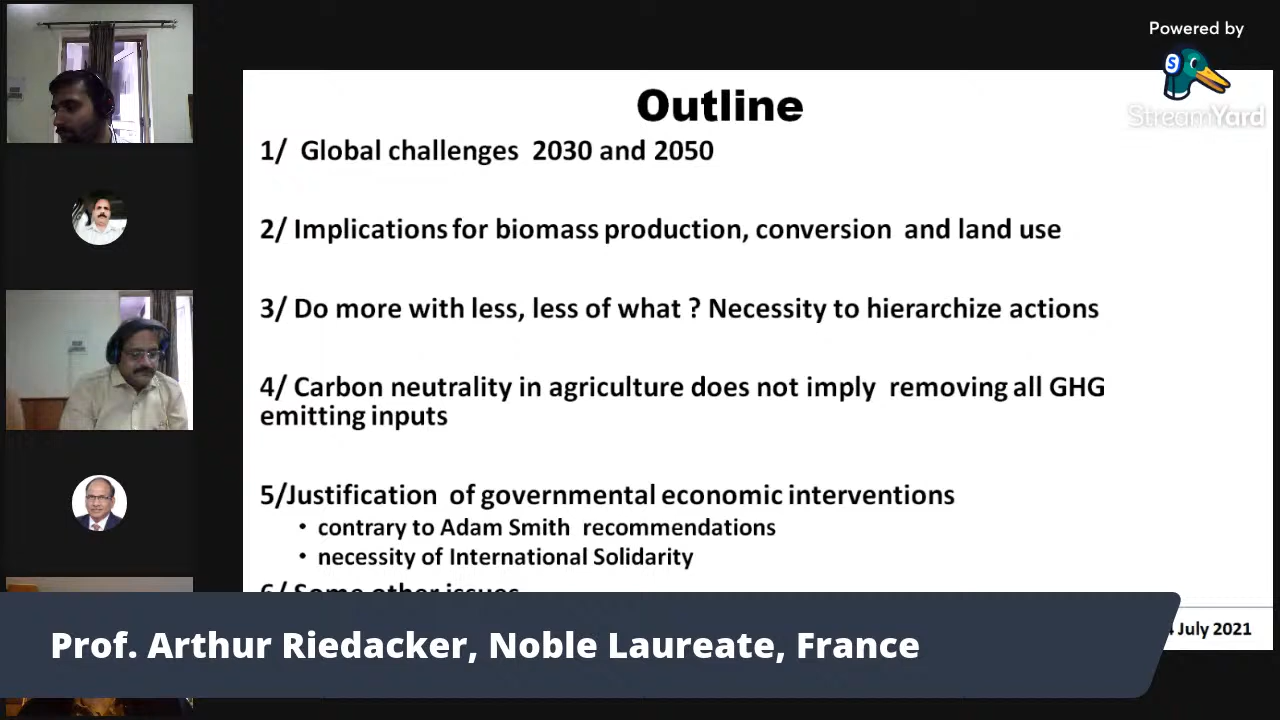 Powered by
StreamYard
Outline
1/ Global challenges 2030 and 2050
2/ Implications for biomass production, conversion and land use
3/ Do more with less, less of what ? Necessity to hierarchize actions
4/ Carbon neutrality in agriculture does not imply removing all GHG
emitting inputs
5/Justification of governmental economic interventions
• contrary to Adam Smith recommendations
• necessity of International Solidarity
6/ Some other issues
July 2021
Prof. Arthur Riedacker, Noble Laureate, France